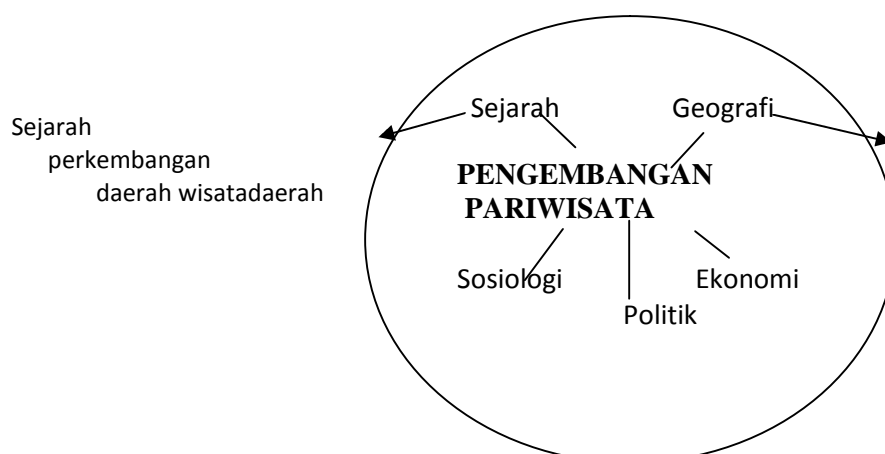 Sejarah
perkembangan
daerah wisatadaerah
Sejarah
Geografi
PENGEMBANGAN
PARIWISATA
Sosiologi
Ekonomi
Politik